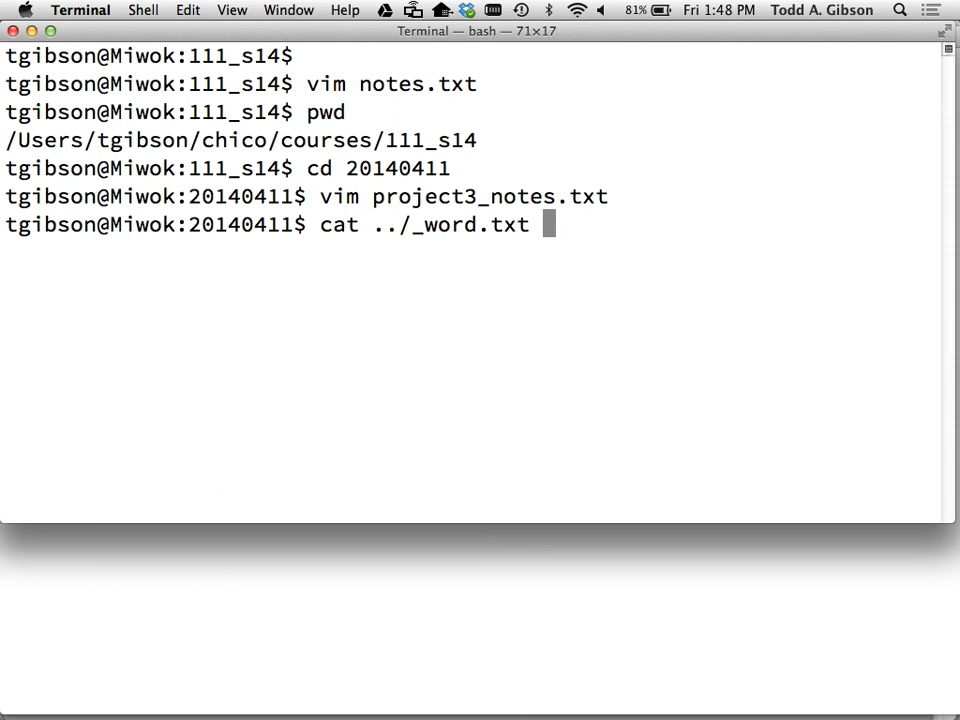 Terminal Shell Edit View Window Help 81% Fri 1:48 PM Todd A. Gibson
Terminal — bash — 71×17
tgibson@Miwok:111_s14$
tgibson@Miwok:111_s14$ vim notes.txt
tgibson@Miwok:111_s14$ pwd
/Users/tgibson/chico/courses/111_s14
tgibson@Miwok:111_s14$ cd 20140411
tgibson@Miwok:20140411$ vim project3_notes.txt
tgibson@Miwok:20140411$ cat ../_word.txt